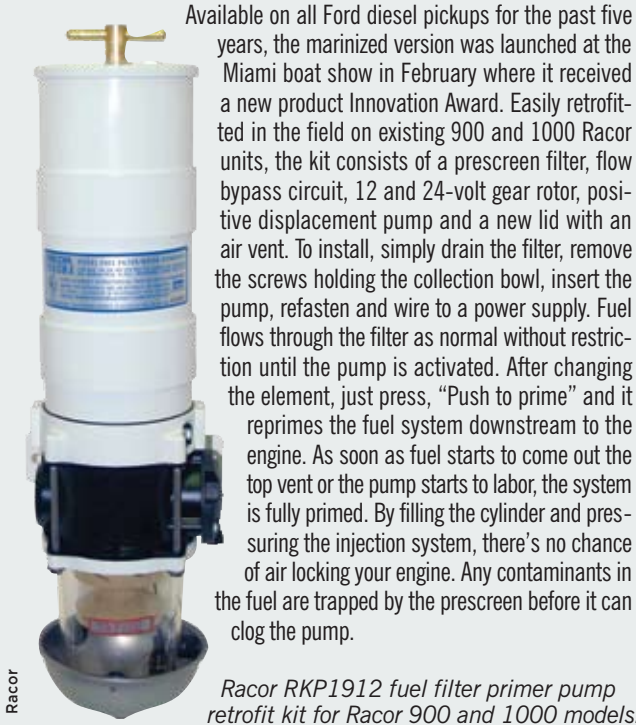 Available on all Ford diesel pickups for the past five
years, the marinized version was launched at the
Miami boat show in February where it received
a new product Innovation Award. Easily retrofit-
ted in the field on existing 900 and 1000 Racor
units, the kit consists of a prescreen filter, flow
bypass circuit, 12 and 24-volt gear rotor, posi-
tive displacement pump and a new lid with an
air vent. To install, simply drain the filter, remove
the screws holding the collection bowl, insert the
pump, refasten and wire to a power supply. Fuel
flows through the filter as normal without restric-
tion until the pump is activated. After changing
the element, just press, “Push to prime” and it
reprimes the fuel system downstream to the
engine. As soon as fuel starts to come out the
top vent or the pump starts to labor, the system
is fully primed. By filling the cylinder and pres-
suring the injection system, there’s no chance
of air locking your engine. Any contaminants in
the fuel are trapped by the prescreen before it can
clog the pump.
Racor
Racor RKP1912 fuel filter primer pump
retrofit kit for Racor 900 and 1000 models